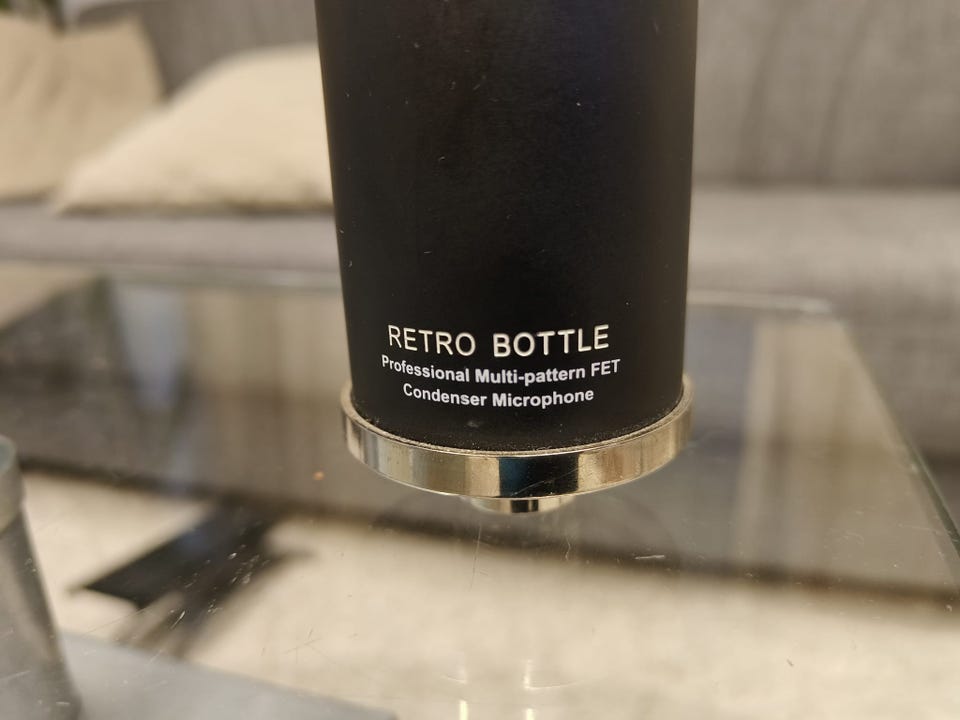 RETRO BOTTLE
Professional Multi-pattern FET
Condenser Microphone